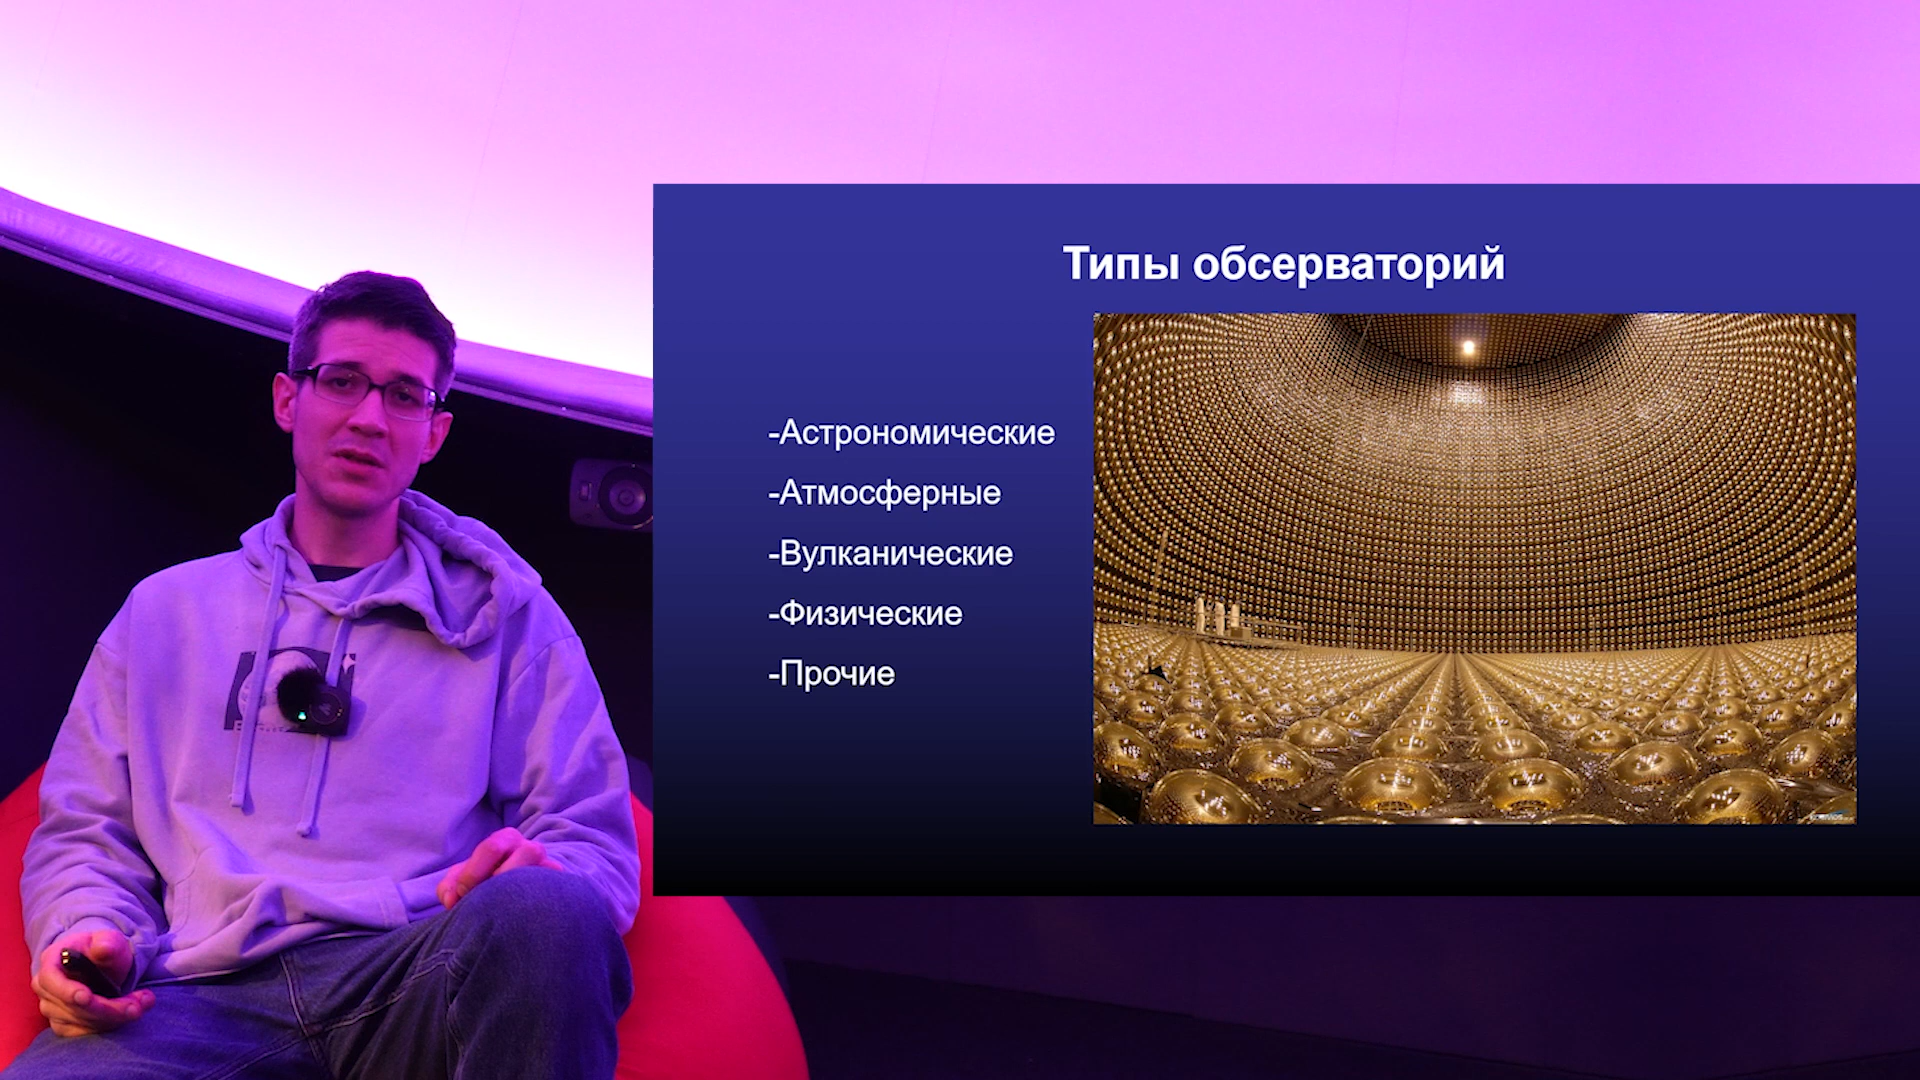 Типы обсерваторий
-Астрономические
-Атмосферные
-Вулканические
-Физические
-Прочие